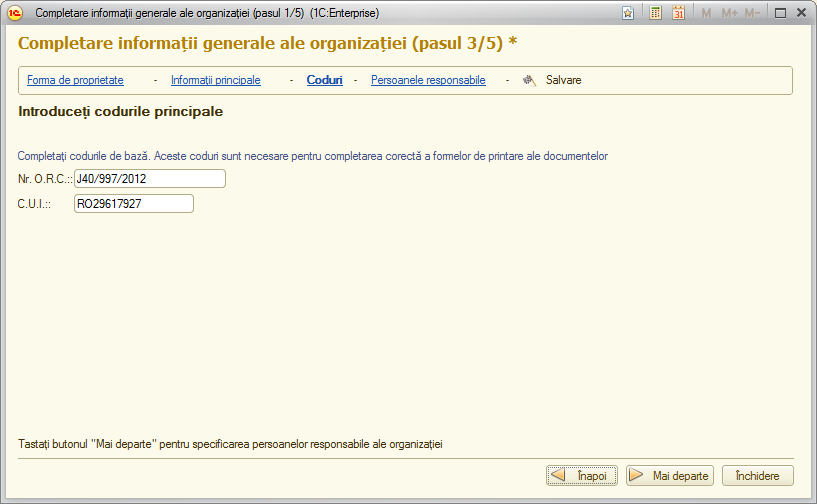 Completare informații generale ale organizației (pasul 1/5) (1C:Enterprise)
M M+ M-
Completare informații generale ale organizației (pasul 3/5) *
Forma de proprietate - Informații principale - Coduri - Persoanele responsabile - Salvare
Introduceți codurile principale
Completați codurile de bază. Aceste coduri sunt necesare pentru completarea corectă a formelor de printare ale documentelor
Nr. O.R.C.:: J40/997/2012
C.U.I.:: RO29617927
Tastați butonul "Mai departe" pentru specificarea persoanelor responsabile ale organizației
Înapoi Mai departe Închidere